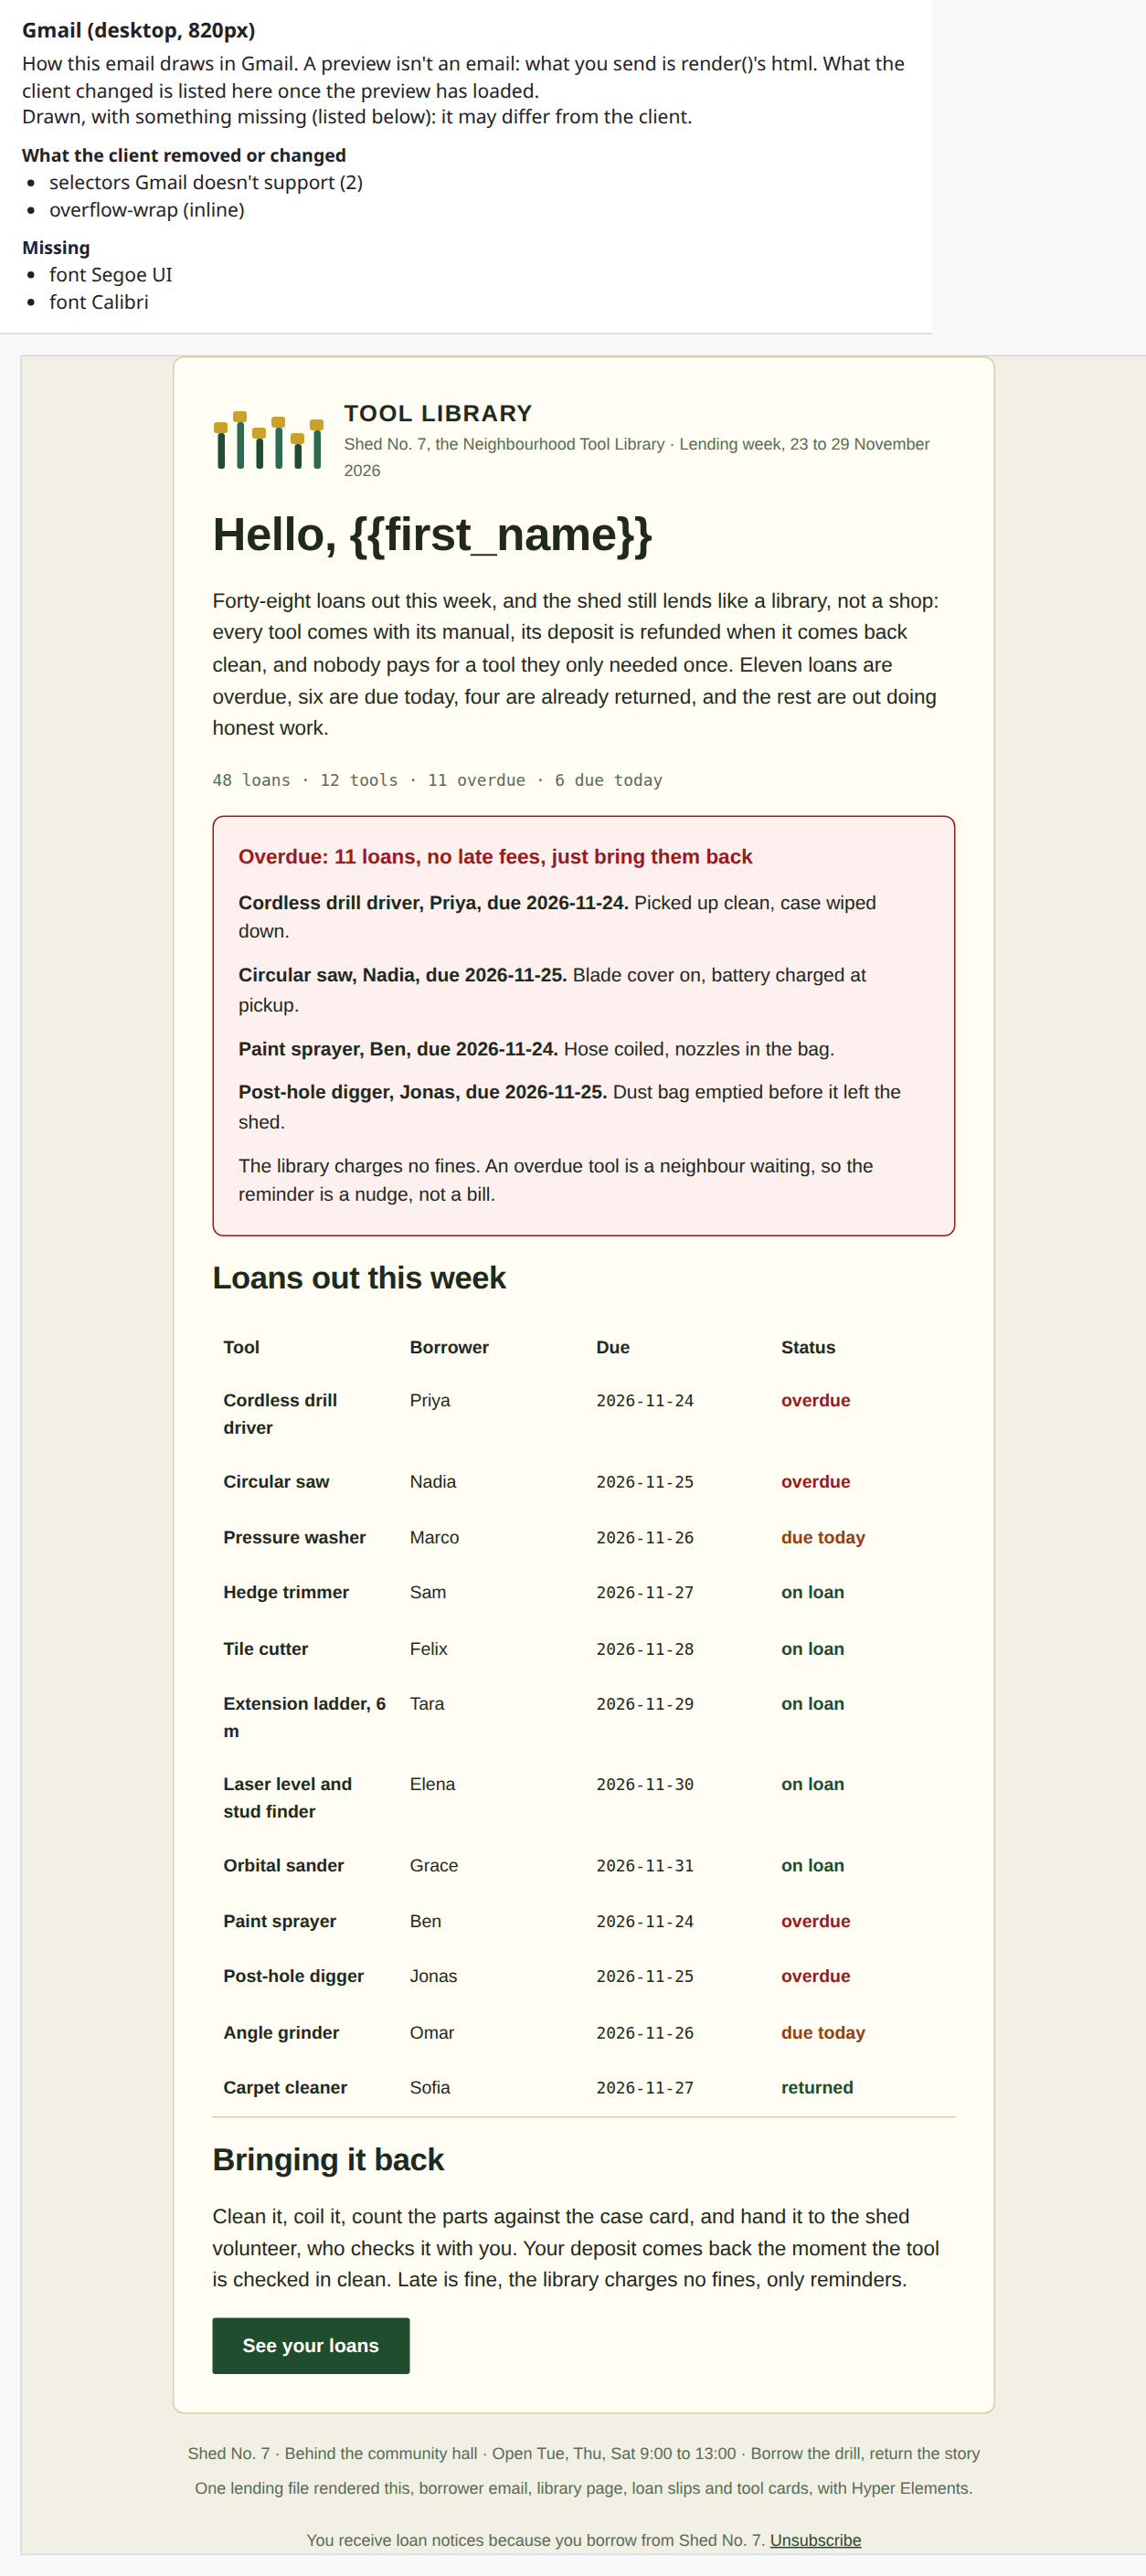 Gmail (desktop, 820px)
How this email draws in Gmail. A preview isn't an email: what you send is render()'s html. What the
client changed is listed here once the preview has loaded.
Drawn, with something missing (listed below): it may differ from the client.
What the client removed or changed
• selectors Gmail doesn't support (2)
• overflow-wrap (inline)
Missing
• font Segoe UI
• font Calibri
TOOL LIBRARY
Shed No. 7, the Neighbourhood Tool Library · Lending week, 23 to 29 November
2026
Hello, {{first_name}}
Forty-eight loans out this week, and the shed still lends like a library, not a shop:
every tool comes with its manual, its deposit is refunded when it comes back
clean, and nobody pays for a tool they only needed once. Eleven loans are
overdue, six are due today, four are already returned, and the rest are out doing
honest work.
48 loans · 12 tools · 11 overdue · 6 due today
Overdue: 11 loans, no late fees, just bring them back
Cordless drill driver, Priya, due 2026-11-24. Picked up clean, case wiped
down.
Circular saw, Nadia, due 2026-11-25. Blade cover on, battery charged at
pickup.
Paint sprayer, Ben, due 2026-11-24. Hose coiled, nozzles in the bag.
Post-hole digger, Jonas, due 2026-11-25. Dust bag emptied before it left the
shed.
The library charges no fines. An overdue tool is a neighbour waiting, so the
reminder is a nudge, not a bill.
Loans out this week
Tool Borrower Due Status
Cordless drill Priya 2026-11-24 overdue
driver
Circular saw Nadia 2026-11-25 overdue
Pressure washer Marco 2026-11-26 due today
Hedge trimmer Sam 2026-11-27 on loan
Tile cutter Felix 2026-11-28 on loan
Extension ladder, 6 Tara 2026-11-29 on loan
m
Laser level and Elena 2026-11-30 on loan
stud finder
Orbital sander Grace 2026-11-31 on loan
Paint sprayer Ben 2026-11-24 overdue
Post-hole digger Jonas 2026-11-25 overdue
Angle grinder Omar 2026-11-26 due today
Carpet cleaner Sofia 2026-11-27 returned
Bringing it back
Clean it, coil it, count the parts against the case card, and hand it to the shed
volunteer, who checks it with you. Your deposit comes back the moment the tool
is checked in clean. Late is fine, the library charges no fines, only reminders.
See your loans
Shed No. 7 · Behind the community hall · Open Tue, Thu, Sat 9:00 to 13:00 · Borrow the drill, return the story
One lending file rendered this, borrower email, library page, loan slips and tool cards, with Hyper Elements.
You receive loan notices because you borrow from Shed No. 7. Unsubscribe